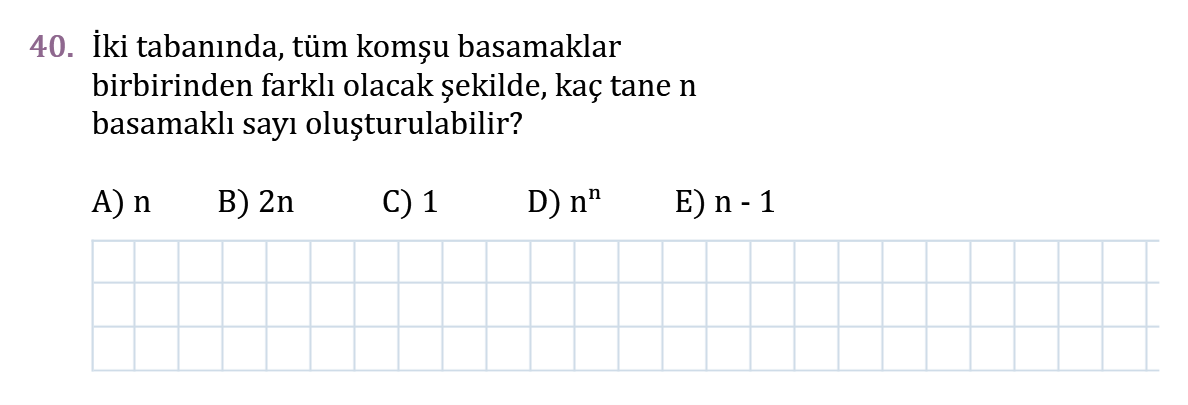 40. İki tabanında, tüm komşu basamaklar
birbirinden farklı olacak şekilde, kaç tane n
basamaklı sayı oluşturulabilir?
A) n B) 2n C) 1 D) nⁿ E) n - 1